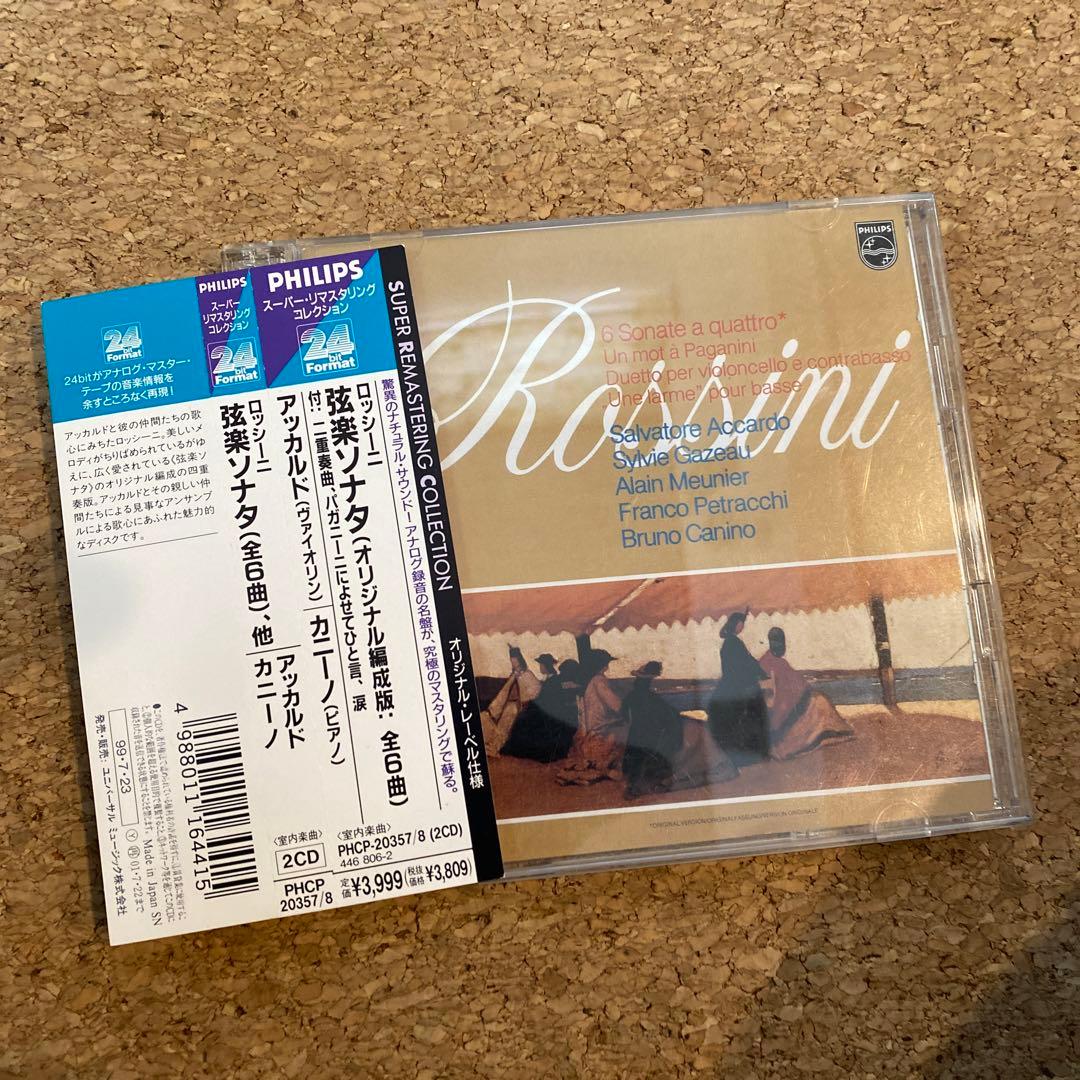 24
bit
Format
24bitがアナログ・マスター・
テープの音楽情報を
余すところなく再現!
アッカルドと彼の仲間たちの歌
心にみちたロッシーニ。美しいメ
ロディがちりばめられているがゆ
えに、広く愛されている〈弦楽ソ
ナタ〉のオリジナル編成の四重
奏版。アッカルドとその親しい仲
間たちによる見事なアンサンブ
ルによる歌心にあふれた魅力的
なディスクです。
Made in Japan SN
99・7・23
発売・販売: ユニバーサル ミュージック株式会社
PHILIPS
スーパー・
リマスタリング
コレクション
24
bit
Format
ロッシーニ
弦楽ソナタ(全6曲)、他
アッカルド
カニーノ
4 988011 164415
〈室内楽曲〉
2CD
PHCP
20357/8
PHILIPS
スーパー・リマスタリング
コレクション
24
bit
Format
SUPER REMASTERING COLLECTION
オリジナル・レーベル仕様
驚異のナチュラル・サウンド!アナログ録音の名盤が、究極のマスタリングで蘇る。
ロッシーニ
弦楽ソナタ(オリジナル編成版: 全6曲)
付: 二重奏曲、パガニーニによせてひと言、涙
アッカルド(ヴァイオリン)
カニーノ(ピアノ)
〈室内楽曲〉
PHCP-20357/8 (2CD)
446 806-2
定価¥3,999(税抜価格¥3,809)
PHILIPS
Rossini
6 Sonate a quattro*
Un mot à Paganini
Duetto per violoncello e contrabasso
Une larme" pour basse
Salvatore Accardo
Sylvie Gazeau
Alain Meunier
Franco Petracchi
Bruno Canino